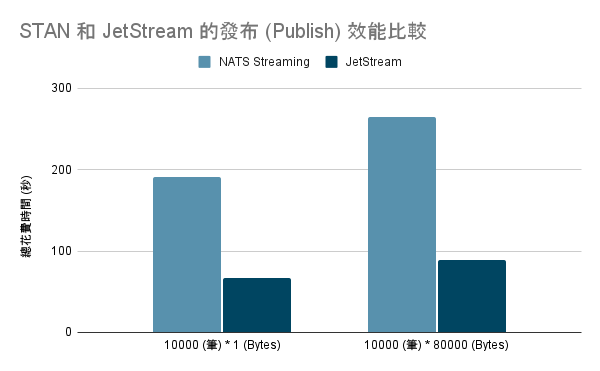 STAN 和 JetStream 的發布 (Publish) 效能比較
NATS Streaming
JetStream
300
200
100
0
總花費時間 (秒)
10000 (筆) * 1 (Bytes)
10000 (筆) * 80000 (Bytes)